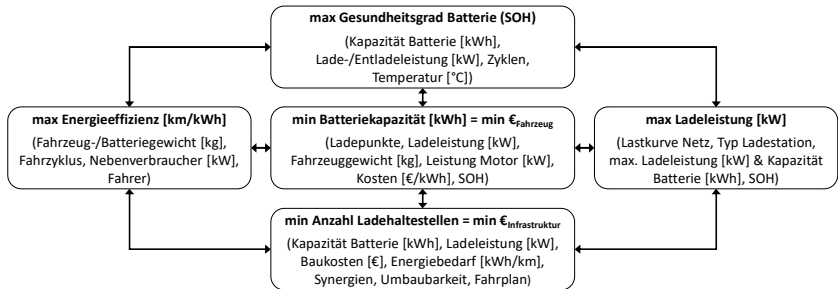 max Gesundheitsgrad Batterie (SOH)
(Kapazität Batterie [kWh],
Lade-/Entladeleistung [kW], Zyklen,
Temperatur [°C])
max Energieeffizienz [km/kWh]
(Fahrzeug-/Batteriegewicht [kg],
Fahrzyklus, Nebenverbraucher [kW],
Fahrer)
min Batteriekapazität [kWh] = min €Fahrzeug
(Ladepunkte, Ladeleistung [kW],
Fahrzeuggewicht [kg], Leistung Motor [kW],
Kosten [€/kWh], SOH)
max Ladeleistung [kW]
(Lastkurve Netz, Typ Ladestation,
max. Ladeleistung [kW] & Kapazität
Batterie [kWh], SOH)
min Anzahl Ladehaltestellen = min €Infrastruktur
(Kapazität Batterie [kWh], Ladeleistung [kW],
Baukosten [€], Energiebedarf [kWh/km],
Synergien, Umbaubarkeit, Fahrplan)